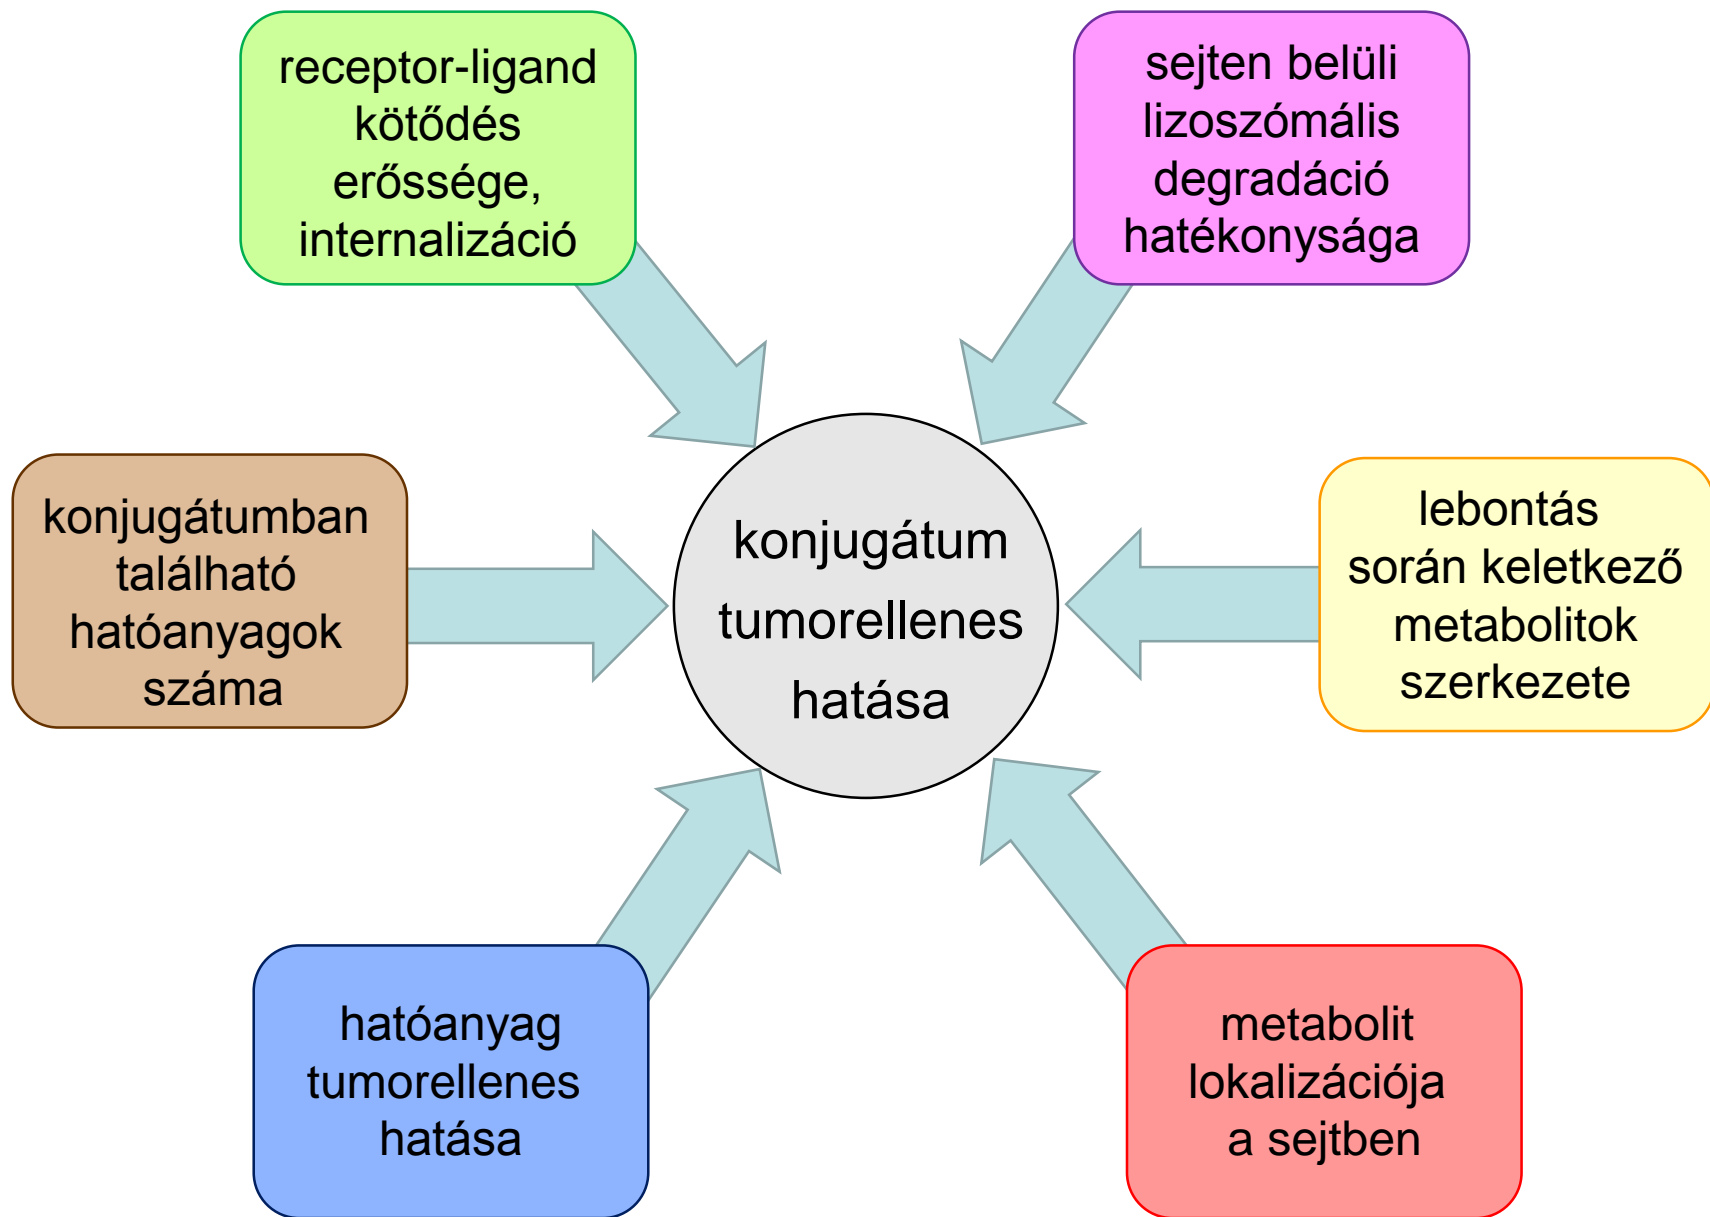 receptor-ligand
kötődés
erőssége,
internalizáció
sejten belüli
lizoszómális
degradáció
hatékonysága
konjugátumban
található
hatóanyagok
száma
konjugátum
tumorellenes
hatása
lebontás
során keletkező
metabolitok
szerkezete
hatóanyag
tumorellenes
hatása
metabolit
lokalizációja
a sejtben